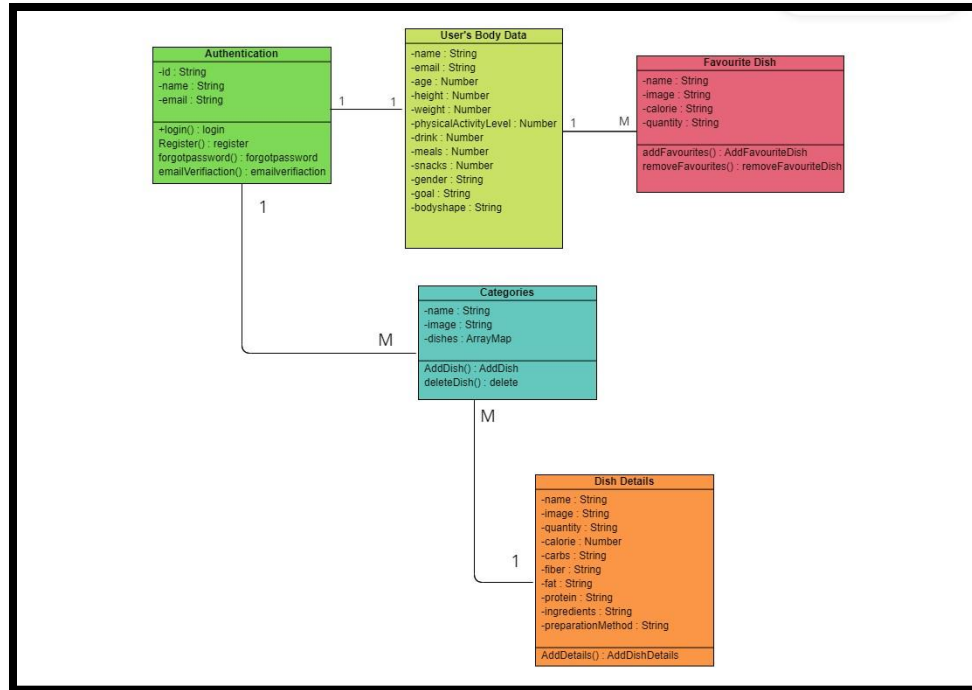 Authentication
-id : String
-name : String
-email : String
+login() : login
Register() : register
forgotpassword() : forgotpassword
emailVerifiaction() : emailverifiaction
1
1
User's Body Data
-name : String
-email : String
-age : Number
-height : Number
-weight : Number
-physicalActivityLevel : Number
-drink : Number
-meals : Number
-snacks : Number
-gender : String
-goal : String
-bodyshape : String
1
M
Favourite Dish
-name : String
-image : String
-calorie : String
-quantity : String
addFavourites() : AddFavouriteDish
removeFavourites() : removeFavouriteDish
1
M
Categories
-name : String
-image : String
-dishes : ArrayMap
AddDish() : AddDish
deleteDish() : delete
M
1
Dish Details
-name : String
-image : String
-quantity : String
-calorie : Number
-carbs : String
-fiber : String
-fat : String
-protein : String
-ingredients : String
-preparationMethod : String
AddDetails() : AddDishDetails